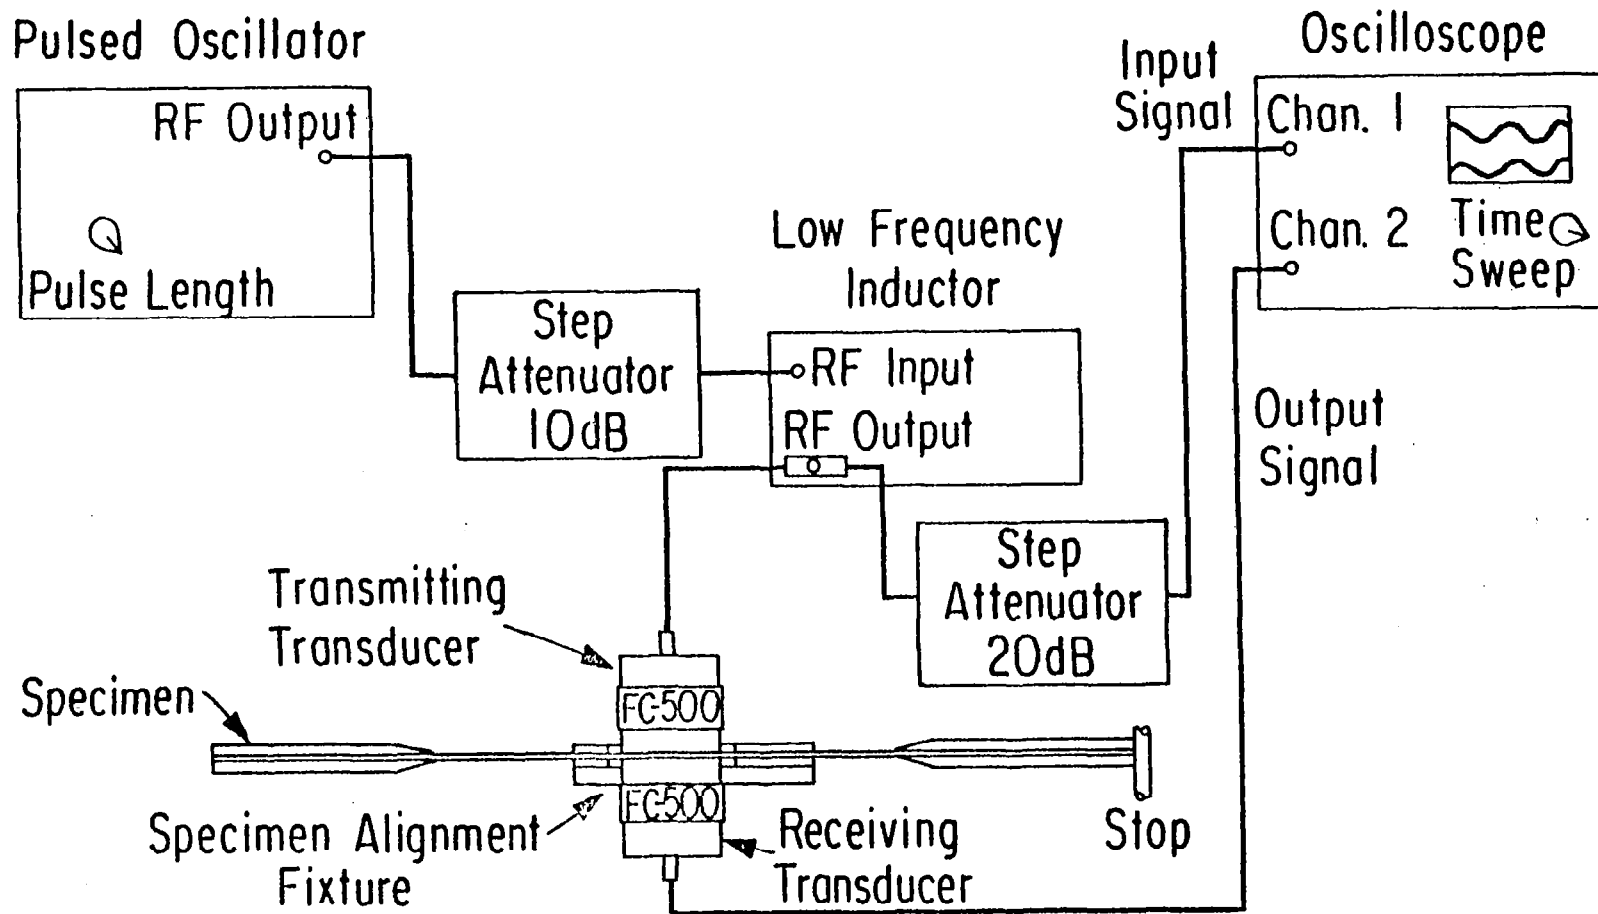 Pulsed Oscillator
RF Output
Pulse Length
Step
Attenuator
10dB
Low Frequency
Inductor
RF Input
RF Output
Input
Signal
Oscilloscope
Chan. 1
Chan. 2
Time
Sweep
Output
Signal
Step
Attenuator
20dB
Transmitting
Transducer
Specimen
FC-500
FC-500
Specimen Alignment
Fixture
Receiving
Transducer
Stop